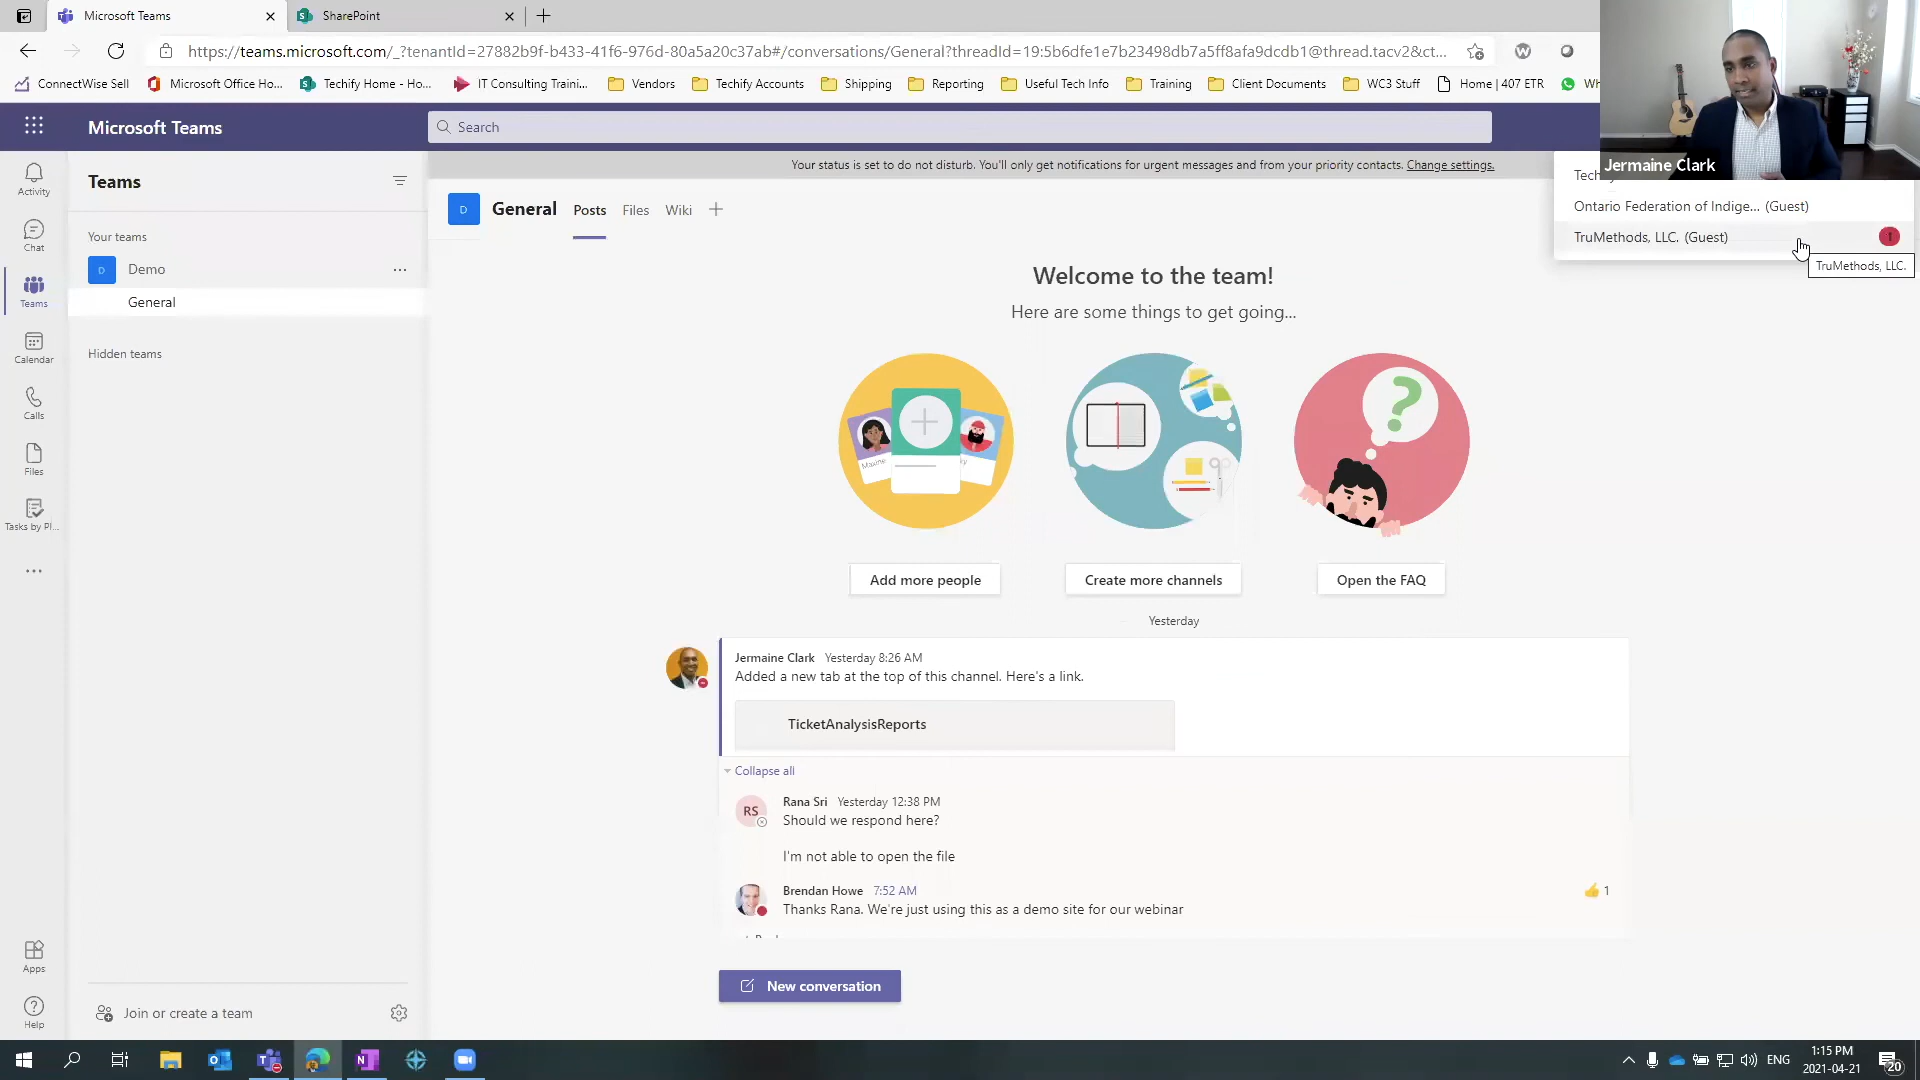 Microsoft Teams
SharePoint
https://teams.microsoft.com/_?tenantId=27882b9f-b433-41f6-976d-80a5a20c37ab#/conversations/General?threadId=19:5b6dfe1e7b23498db7a5ff8afa9dcdb1@thread.tacv2&ct...
ConnectWise Sell
Microsoft Office Ho...
Techify Home - Ho...
IT Consulting Traini...
Vendors
Techify Accounts
Shipping
Reporting
Useful Tech Info
Training
Client Documents
WC3 Stuff
Home | 407 ETR
Microsoft Teams
Search
Jermaine Clark
Your status is set to do not disturb. You'll only get notifications for urgent messages and from your priority contacts. Change settings.
Ontario Federation of Indige... (Guest)
TruMethods, LLC. (Guest)
TruMethods, LLC.
Activity
Chat
Teams
Calendar
Calls
Files
Tasks by Pl...
Apps
Help
Teams
Your teams
D
Demo
General
Hidden teams
Join or create a team
D
General
Posts
Files
Wiki
Welcome to the team!
Here are some things to get going...
Maxine
Add more people
Create more channels
Open the FAQ
Yesterday
Jermaine Clark Yesterday 8:26 AM
Added a new tab at the top of this channel. Here's a link.
TicketAnalysisReports
Collapse all
RS
Rana Sri Yesterday 12:38 PM
Should we respond here?
I'm not able to open the file
Brendan Howe 7:52 AM
1
Thanks Rana. We're just using this as a demo site for our webinar
New conversation
ENG
1:15 PM
2021-04-21
20